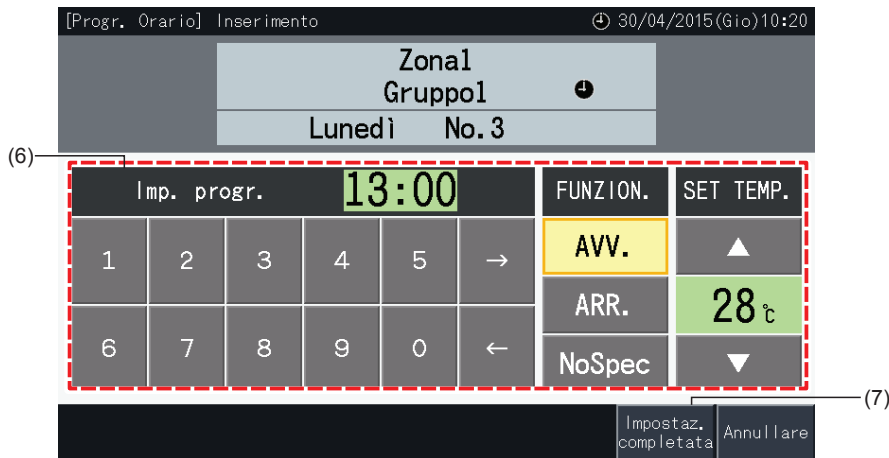 [Progr. Orario] Inserimento 30/04/2015(Gio)10:20
Zona1
Gruppo1
Lunedì No.3
(6)
Imp. progr. 13:00 FUNZION. SET TEMP.
1 2 3 4 5 → AVV. ▲
ARR. 28℃
6 7 8 9 0 ← NoSpec ▼
(7)
Impostaz.
completata Annullare